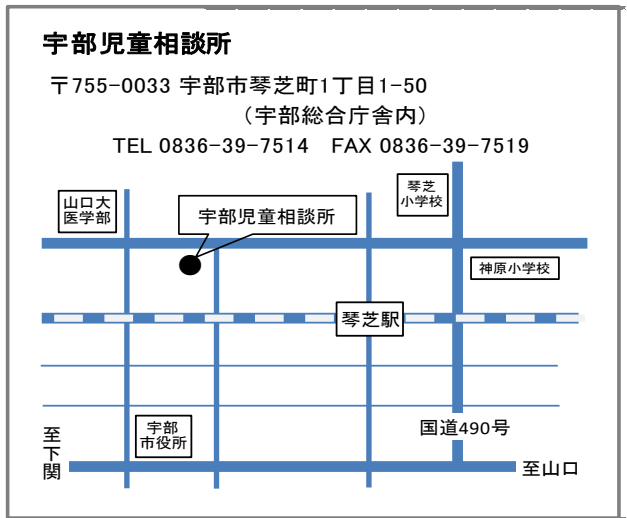 宇部児童相談所
〒755-0033 宇部市琴芝町1丁目1-50
（宇部総合庁舎内）
TEL 0836-39-7514　FAX 0836-39-7519
山口大
医学部
宇部児童相談所
琴芝
小学校
神原小学校
琴芝駅
宇部
市役所
国道490号
至下関
至山口